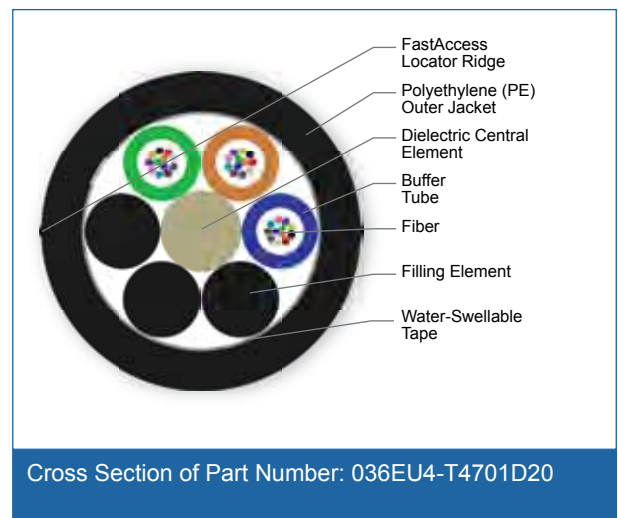 FastAccess
Locator Ridge
Polyethylene (PE)
Outer Jacket
Dielectric Central
Element
Buffer
Tube
Fiber
Filling Element
Water-Swellable
Tape
Cross Section of Part Number: 036EU4-T4701D20